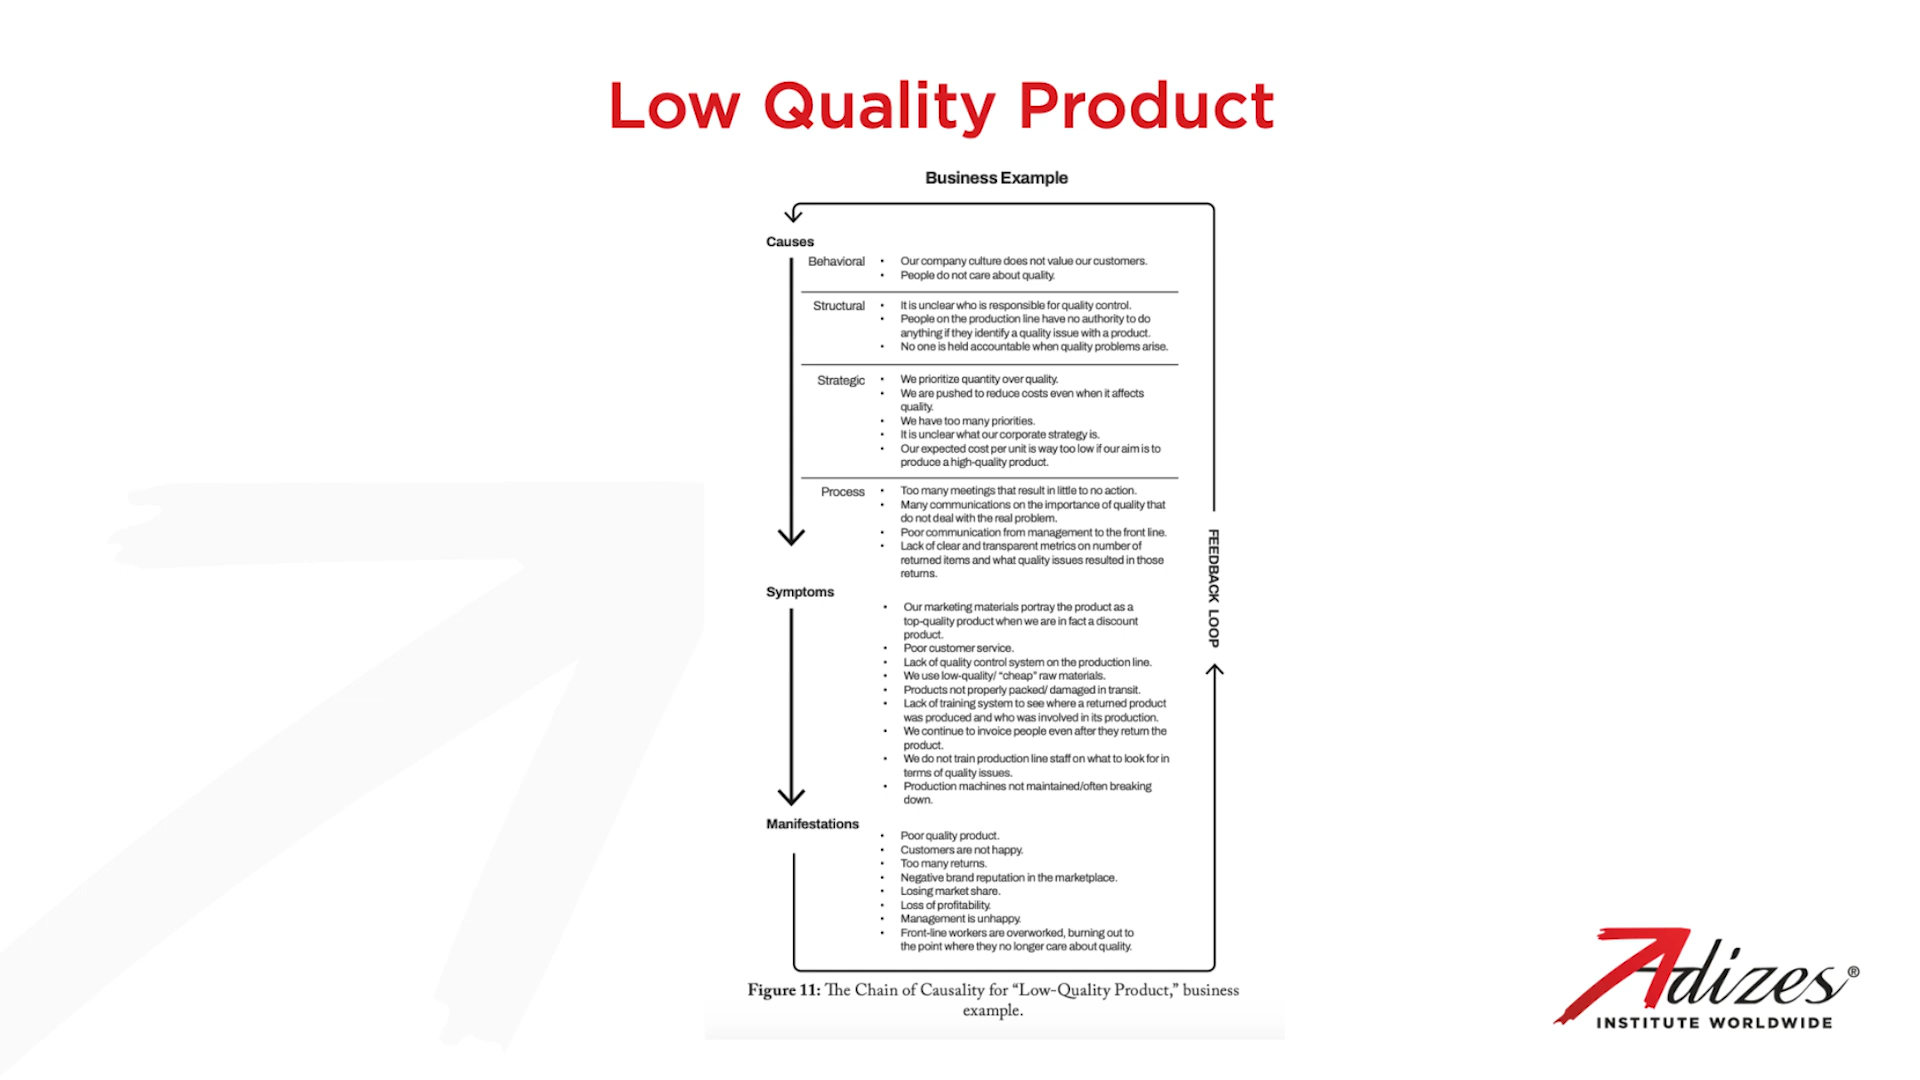 Low Quality Product
Business Example
Causes
Behavioral
• Our company culture does not value our customers.
• People do not care about quality.
Structural
• It is unclear who is responsible for quality control.
• People on the production line have no authority to do
anything if they identify a quality issue with a product.
• No one is held accountable when quality problems arise.
Strategic
• We prioritize quantity over quality.
• We are pushed to reduce costs even when it affects
quality.
• We have too many priorities.
• It is unclear what our corporate strategy is.
• Our expected cost per unit is way too low if our aim is to
produce a high-quality product.
Process
• Too many meetings that result in little to no action.
• Many communications on the importance of quality that
do not deal with the real problem.
• Poor communication from management to the front line.
• Lack of clear and transparent metrics on number of
returned items and what quality issues resulted in those
returns.
Symptoms
• Our marketing materials portray the product as a
top-quality product when we are in fact a discount
product.
• Poor customer service.
• Lack of quality control system on the production line.
• We use low-quality/ “cheap” raw materials.
• Products not properly packed/ damaged in transit.
• Lack of training system to see where a returned product
was produced and who was involved in its production.
• We continue to invoice people even after they return the
product.
• We do not train production line staff on what to look for in
terms of quality issues.
• Production machines not maintained/often breaking
down.
Manifestations
• Poor quality product.
• Customers are not happy.
• Too many returns.
• Negative brand reputation in the marketplace.
• Losing market share.
• Loss of profitability.
• Management is unhappy.
• Front-line workers are overworked, burning out to
the point where they no longer care about quality.
FEEDBACK LOOP
Figure 11: The Chain of Causality for “Low-Quality Product,” business
example.
Adizes®
INSTITUTE WORLDWIDE